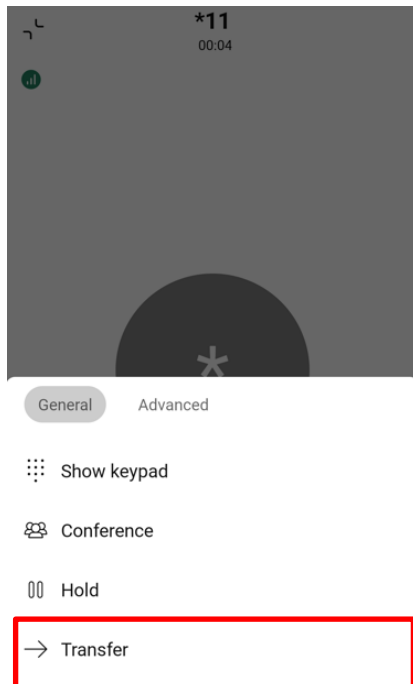 *11
00:04
*
General Advanced
Show keypad
Conference
Hold
Transfer